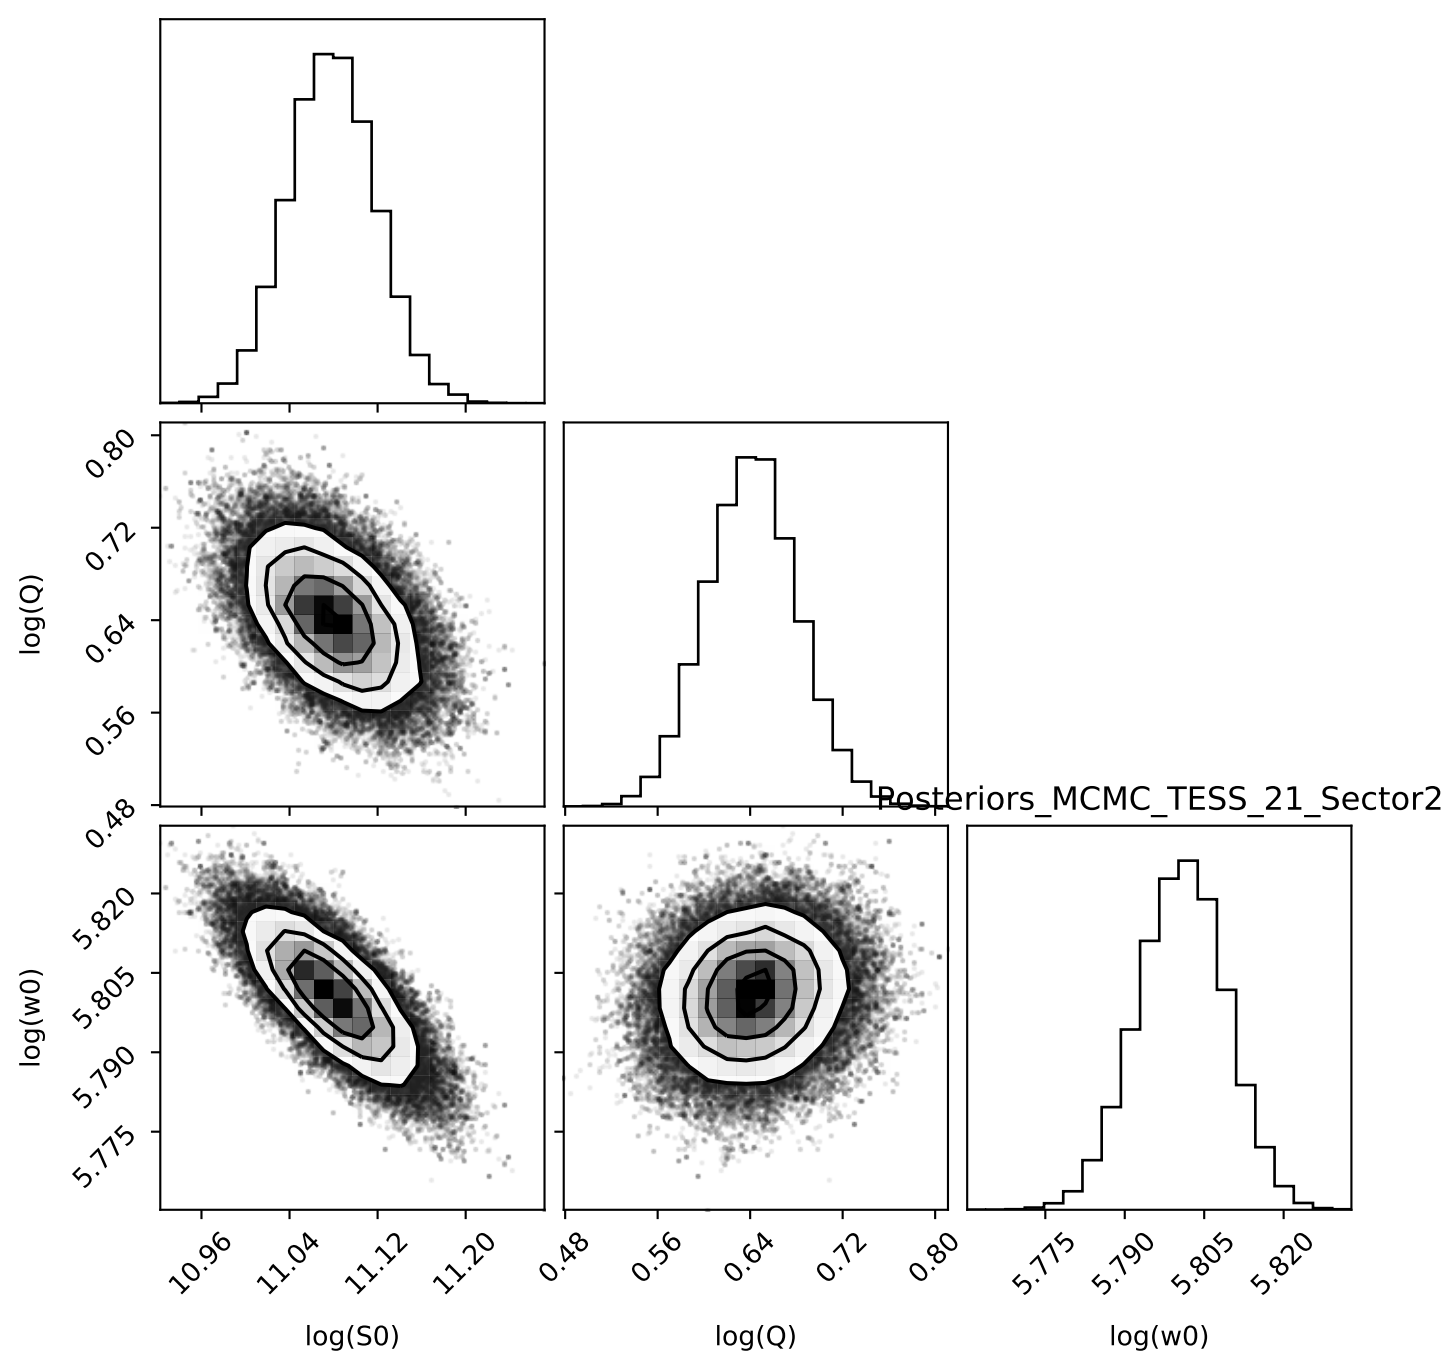 0.80
0.72
0.64
0.56
0.48
log(Q)
Posteriors_MCMC_TESS_21_Sector2
5.820
5.805
5.790
5.775
log(w0)
10.96 11.04 11.12 11.20
0.48 0.56 0.64 0.72 0.80
5.775 5.790 5.805 5.820
log(S0) log(Q) log(w0)